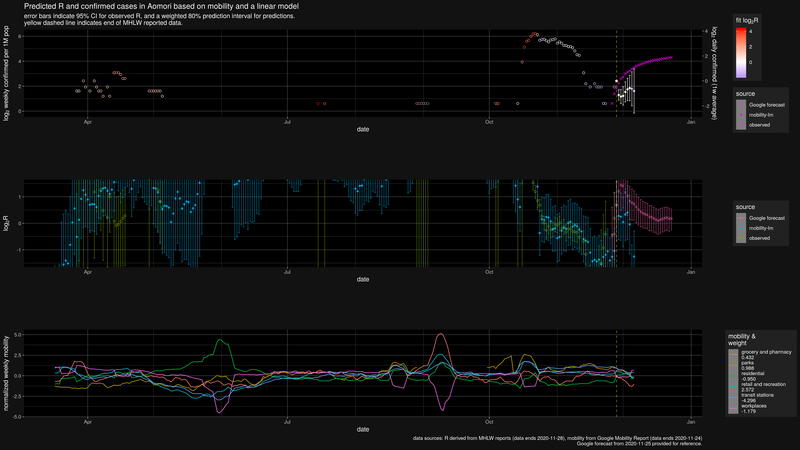 Predicted R and confirmed cases in Aomori based on mobility and a linear model
error bars indicate 95% CI for observed R, and a weighted 80% prediction interval for predictions.
yellow dashed line indicates end of MHLW reported data.
log₂ weekly confirmed per 1M pop
6
4
2
0
log₂ daily confirmed (1w average)
4
2
0
-2
Apr
Jul
Oct
Jan
date
fit log₂R
4
2
0
source
Google forecast
mobility-lm
observed
log₂R
1
0
-1
Apr
Jul
Oct
Jan
date
source
Google forecast
mobility-lm
observed
normalized weekly mobility
5.0
2.5
0.0
-2.5
-5.0
Apr
Jul
Oct
Jan
date
mobility &
weight
grocery and pharmacy
0.432
parks
0.988
residential
-0.950
retail and recreation
2.572
transit stations
-4.296
workplaces
-1.179
data sources: R derived from MHLW reports (data ends 2020-11-28), mobility from Google Mobility Report (data ends 2020-11-24)
Google forecast from 2020-11-25 provided for reference.